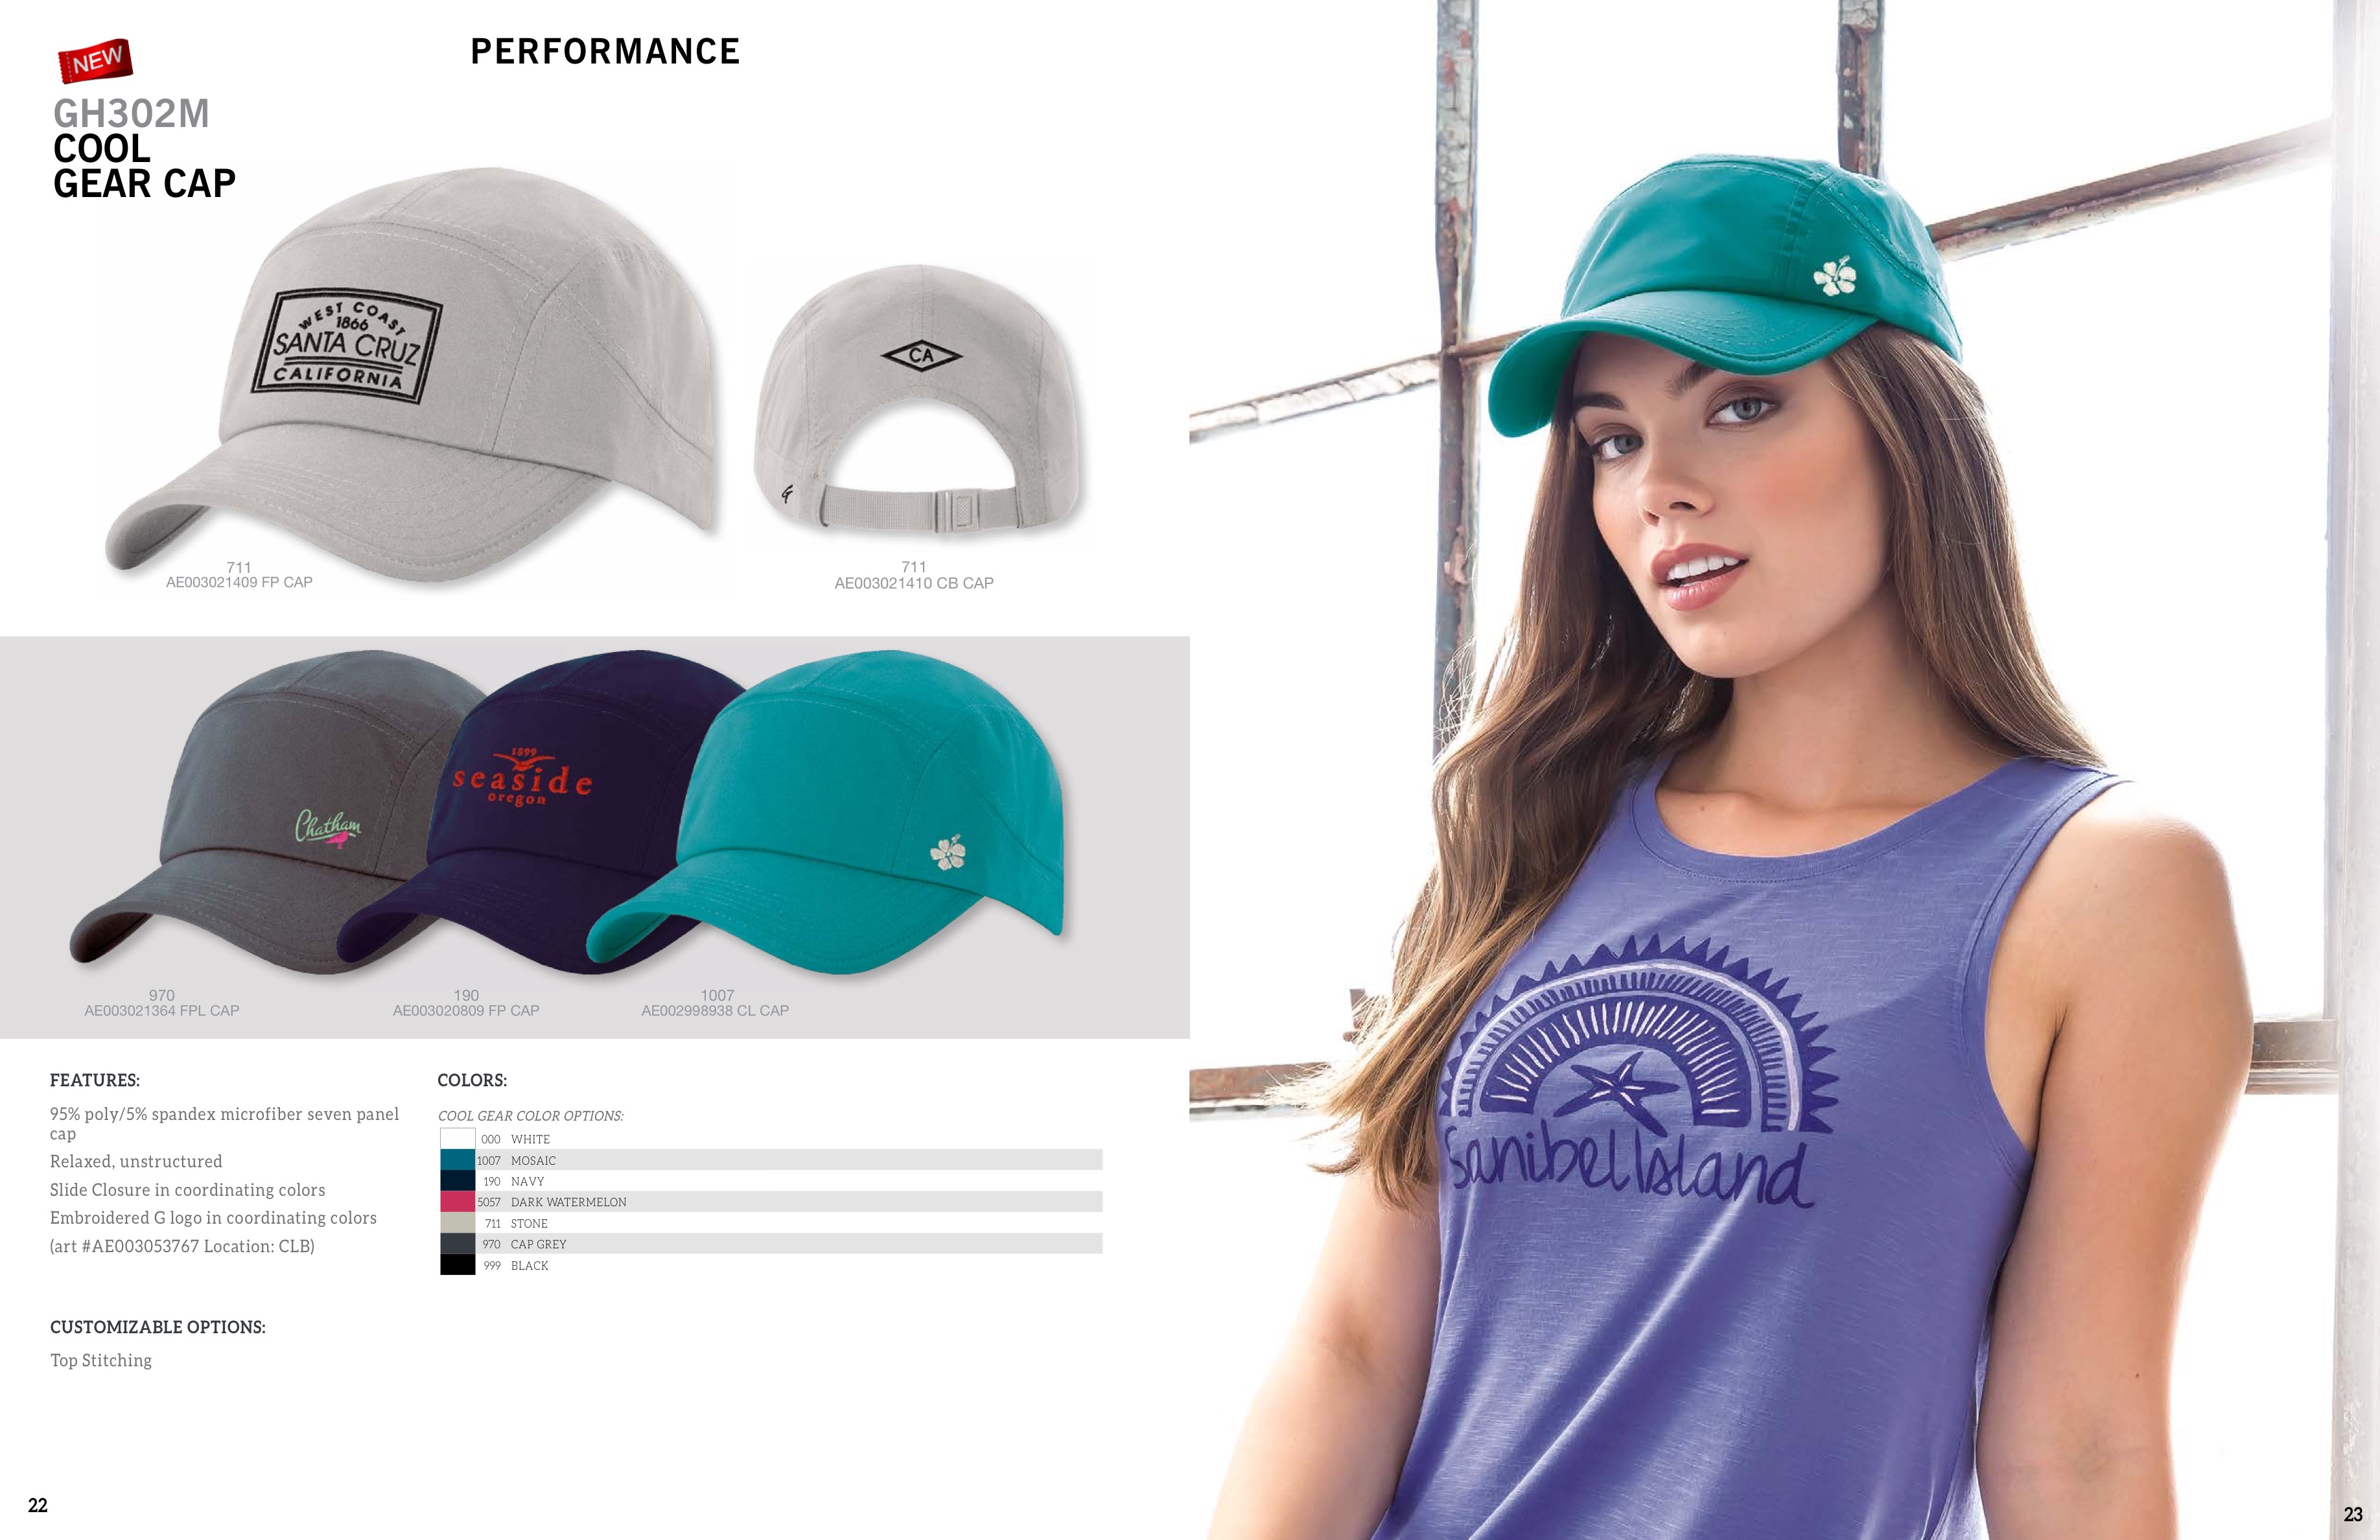 NEW
PERFORMANCE
GH302M
COOL
GEAR CAP
WEST COAST
1866
SANTA CRUZ
CALIFORNIA
CA
G
711
AE003021409 FP CAP
711
AE003021410 CB CAP
Chatham
1899
seaside
oregon
970
AE003021364 FPL CAP
190
AE003020809 FP CAP
1007
AE002998938 CL CAP
FEATURES:
95% poly/5% spandex microfiber seven panel
cap
Relaxed, unstructured
Slide Closure in coordinating colors
Embroidered G logo in coordinating colors
(art #AE003053767 Location: CLB)
CUSTOMIZABLE OPTIONS:
Top Stitching
COLORS:
COOL GEAR COLOR OPTIONS:
000 WHITE
1007 MOSAIC
190 NAVY
5057 DARK WATERMELON
711 STONE
970 CAP GREY
999 BLACK
22
Sanibel Island
23